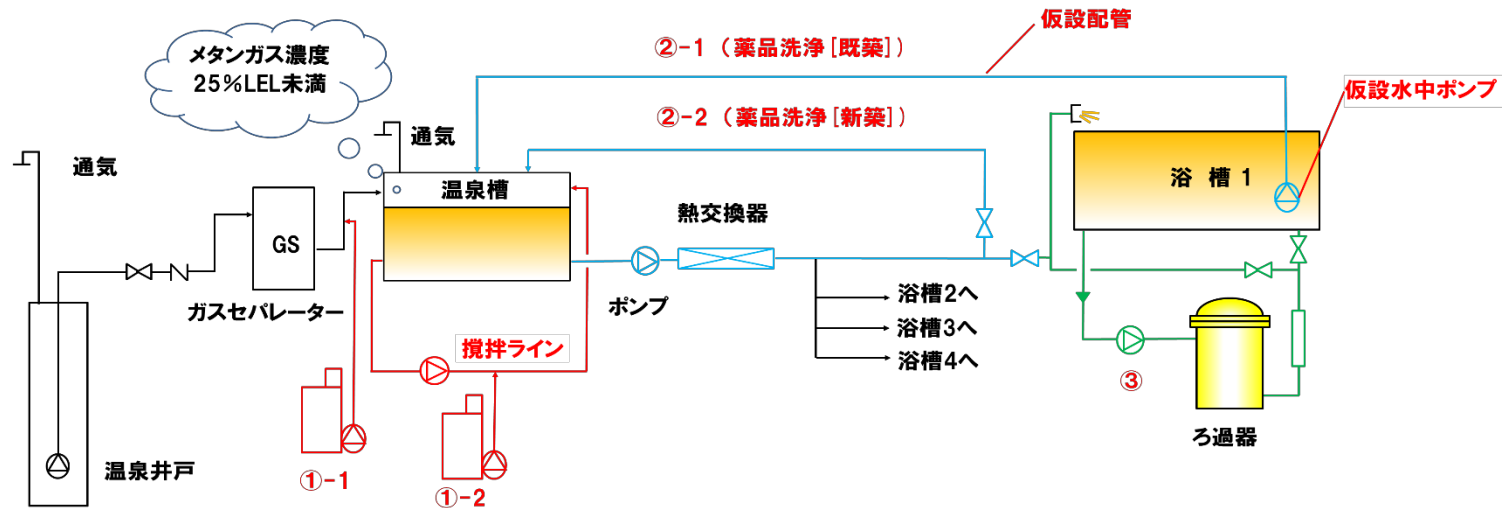 仮設配管
②-1 (薬品洗浄[既築])
メタンガス濃度
25%LEL未満
仮設水中ポンプ
②-2 (薬品洗浄[新築])
通気
通気
温泉槽
浴 槽 1
熱交換器
GS
ガスセパレーター
ポンプ
浴槽2へ
浴槽3へ
浴槽4へ
撹拌ライン
③
ろ過器
温泉井戸
①-1
①-2